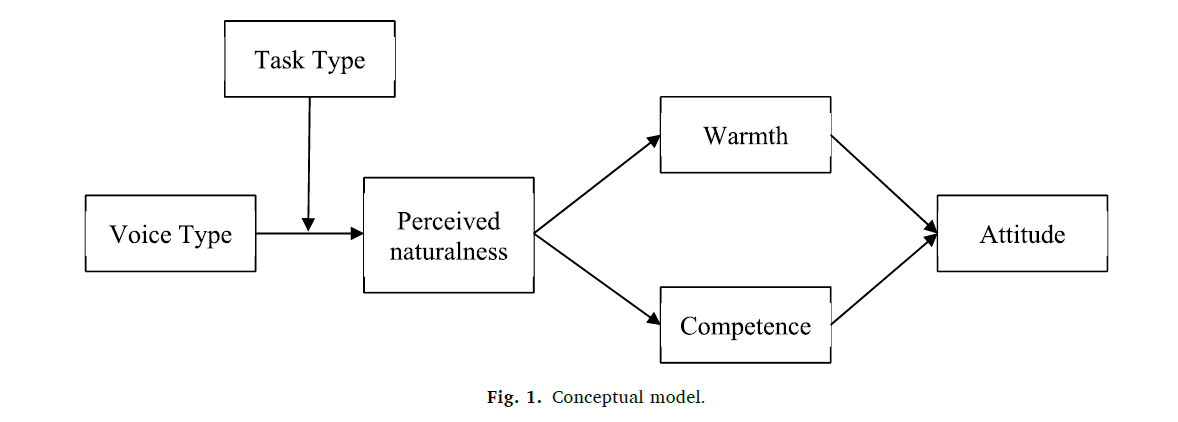 Task Type
Warmth
Voice Type
Perceived
naturalness
Attitude
Competence
Fig. 1. Conceptual model.